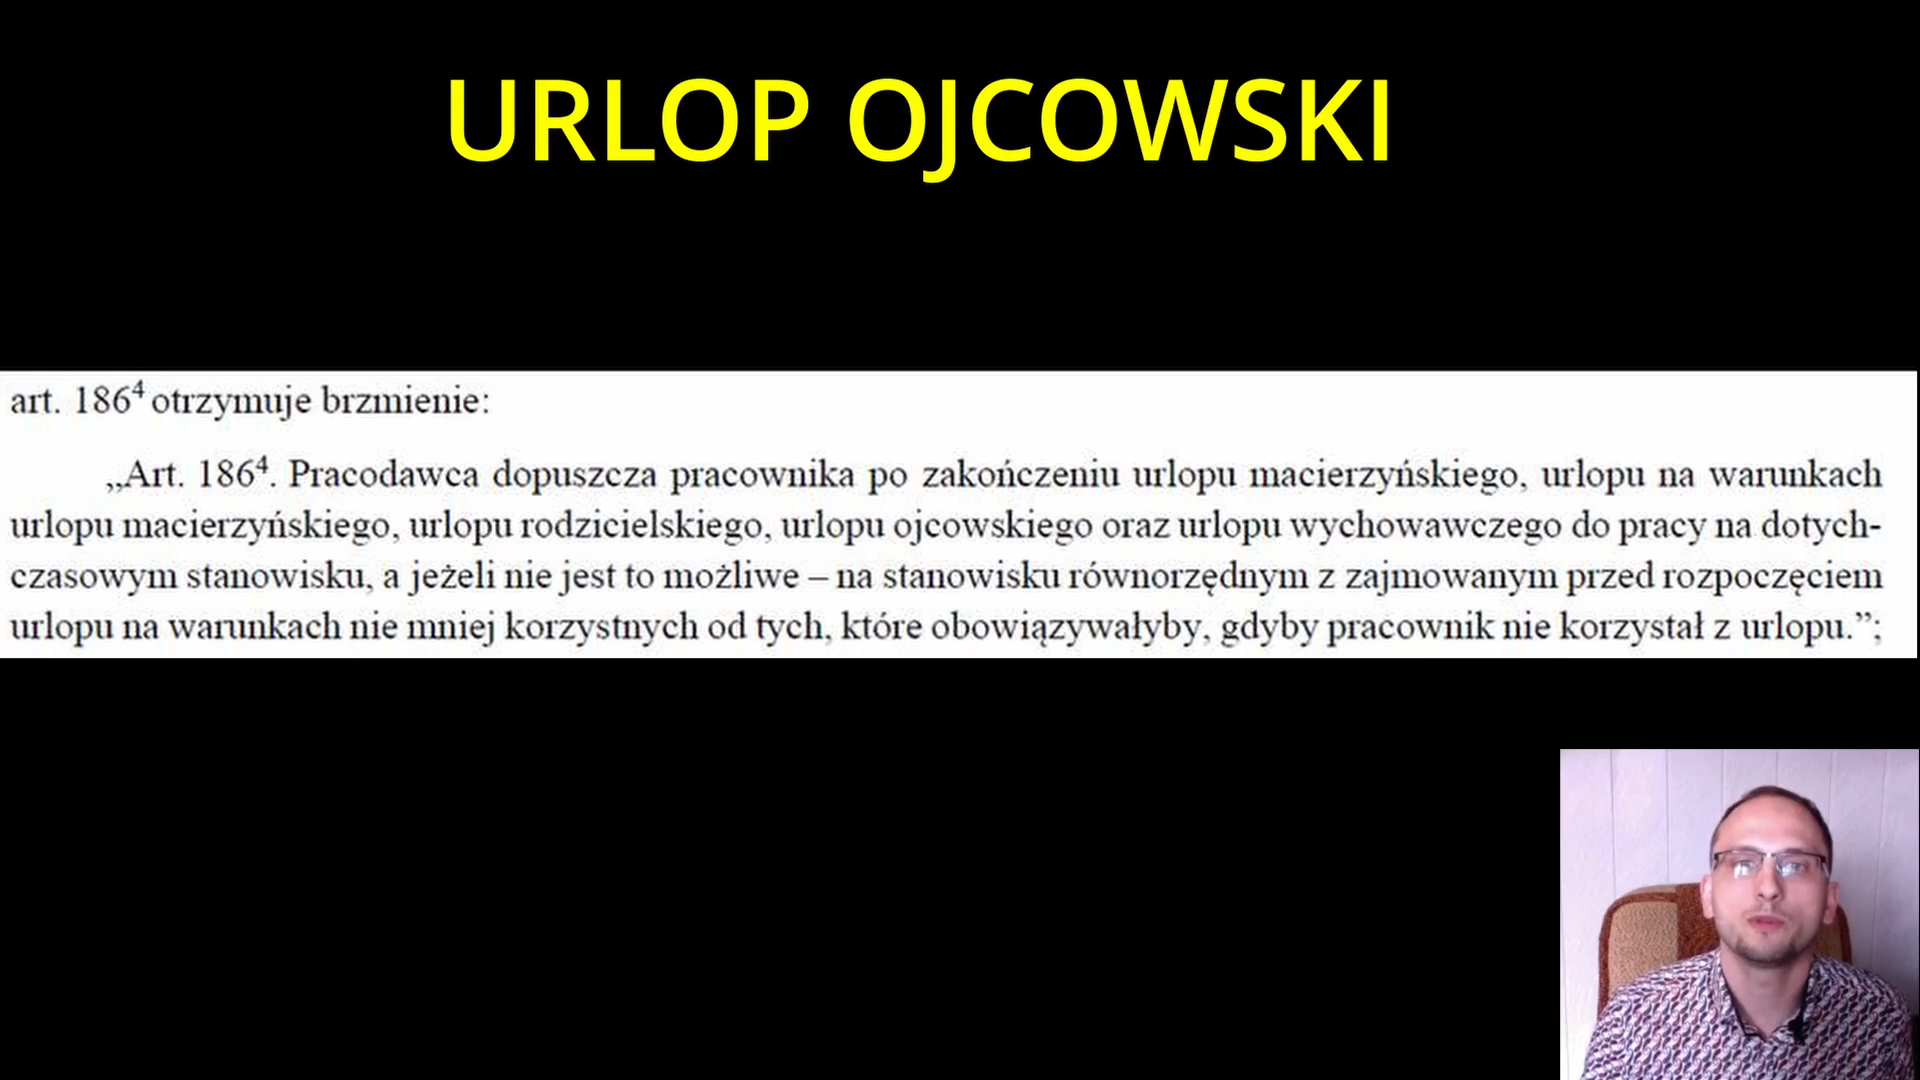 URLOP OJCOWSKI
art. 186⁴ otrzymuje brzmienie:
„Art. 186⁴. Pracodawca dopuszcza pracownika po zakończeniu urlopu macierzyńskiego, urlopu na warunkach
urlopu macierzyńskiego, urlopu rodzicielskiego, urlopu ojcowskiego oraz urlopu wychowawczego do pracy na dotych-
czasowym stanowisku, a jeżeli nie jest to możliwe – na stanowisku równorzędnym z zajmowanym przed rozpoczęciem
urlopu na warunkach nie mniej korzystnych od tych, które obowiązywałyby, gdyby pracownik nie korzystał z urlopu.”;